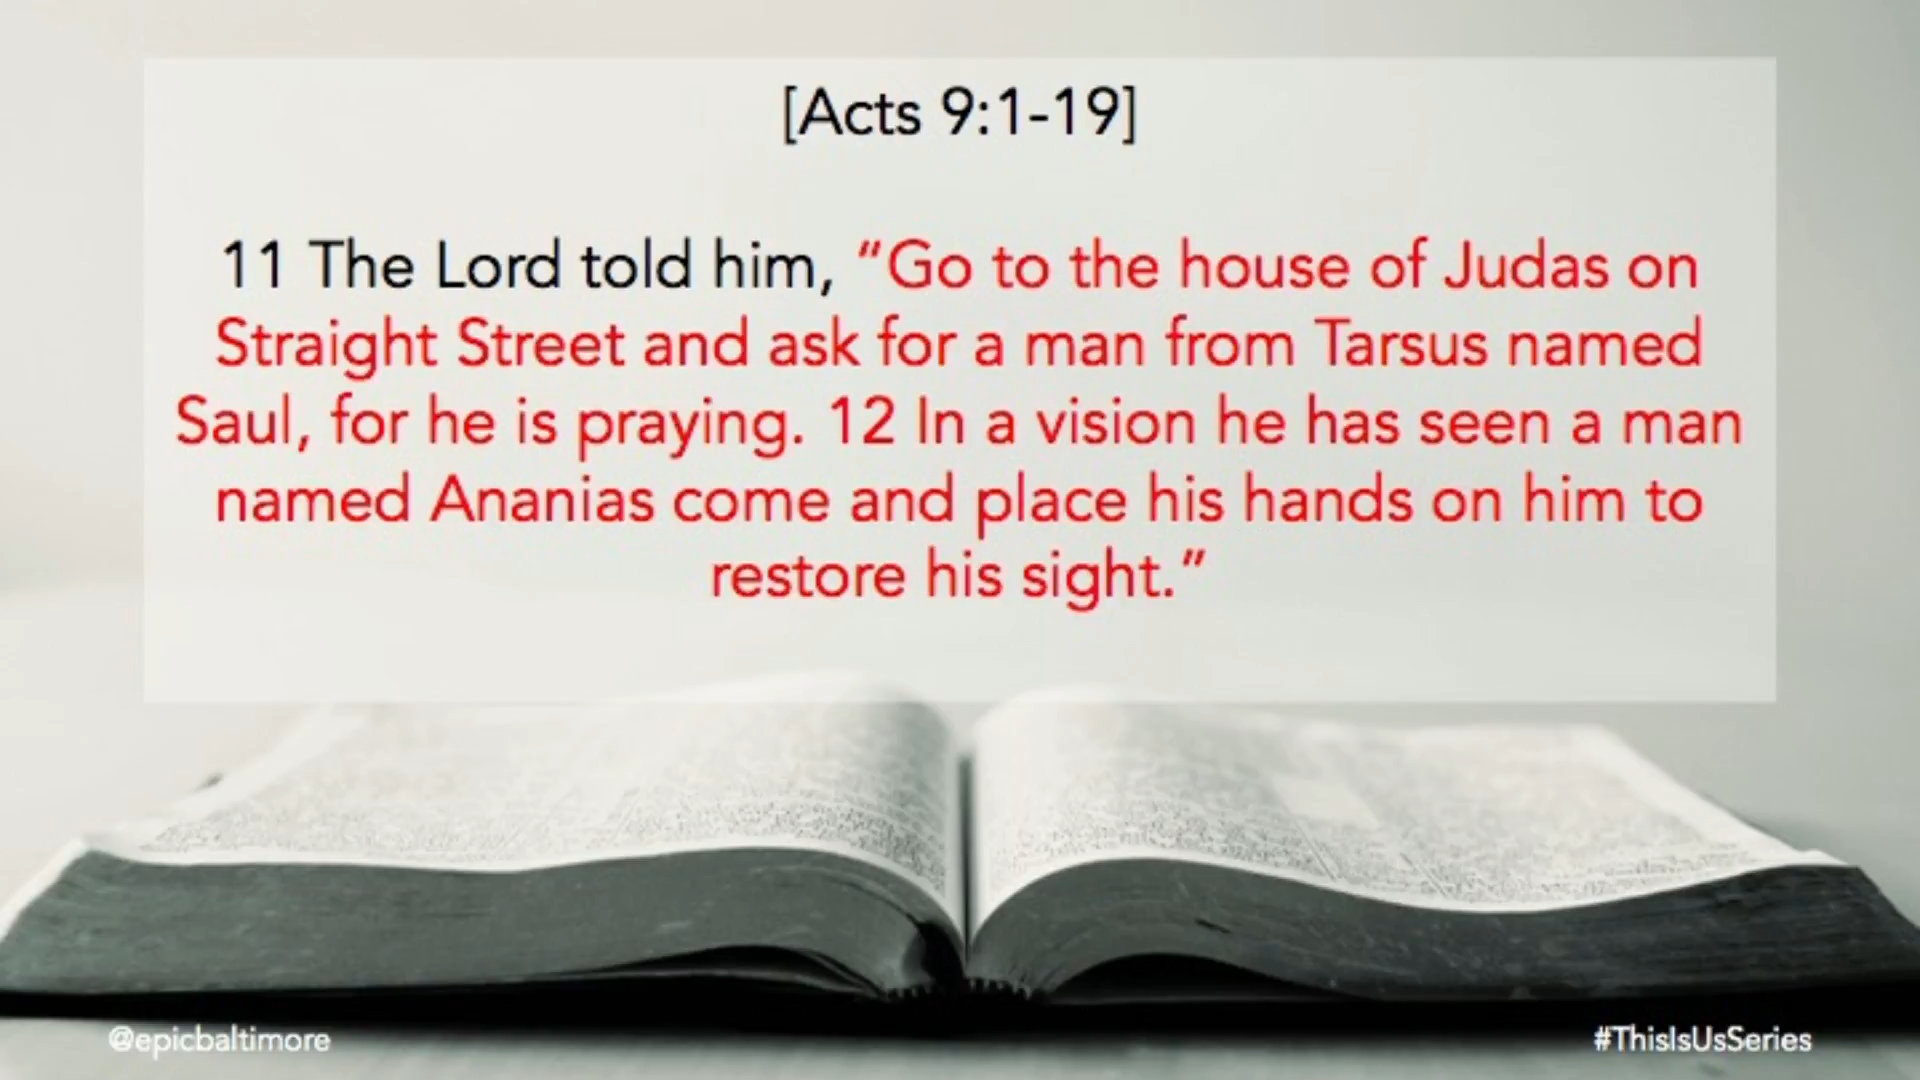 [Acts 9:1-19]
11 The Lord told him, “Go to the house of Judas on
Straight Street and ask for a man from Tarsus named
Saul, for he is praying. 12 In a vision he has seen a man
named Ananias come and place his hands on him to
restore his sight.”
@epicbaltimore
#ThisIsUsSeries